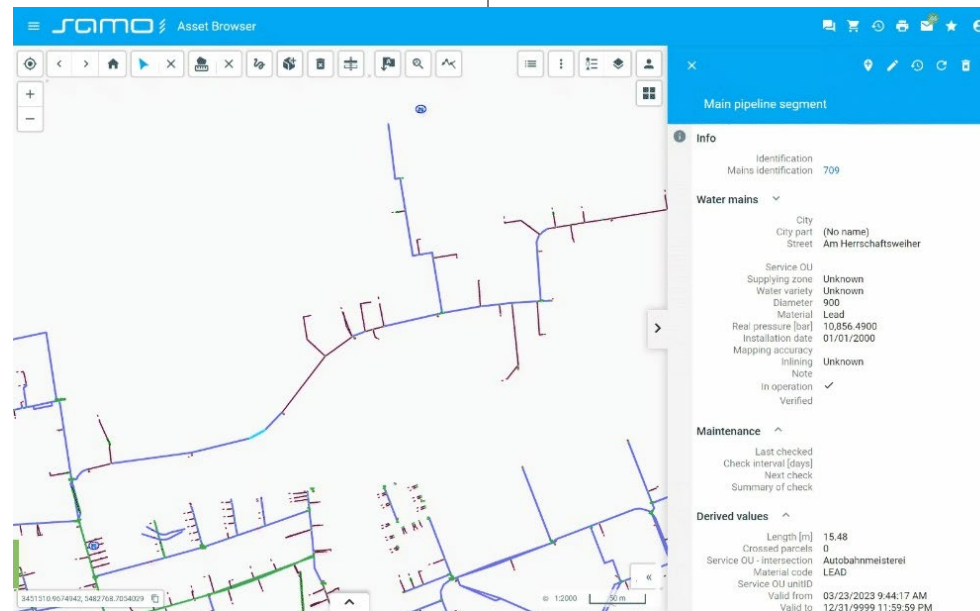 samo Asset Browser
Main pipeline segment
Info
Identification
Mains identification 709
Water mains
City
City part (No name)
Street Am Herrschaftsweiher
Service OU
Supplying zone Unknown
Water variety Unknown
Diameter 900
Material Lead
Real pressure [bar] 10,856.4900
Installation date 01/01/2000
Mapping accuracy
Inlining Unknown
Note
In operation ✓
Verified
Maintenance
Last checked
Check interval [days]
Next check
Summary of check
Derived values
Length [m] 15.48
Crossed parcels 0
Service OU - intersection Autobahnmeisterei
Material code LEAD
Service OU unitID
Valid from 03/23/2023 9:44:17 AM
Valid to 12/31/9999 11:59:59 PM
3451510.9674942, 5482768.7054029
1:2000 50 m